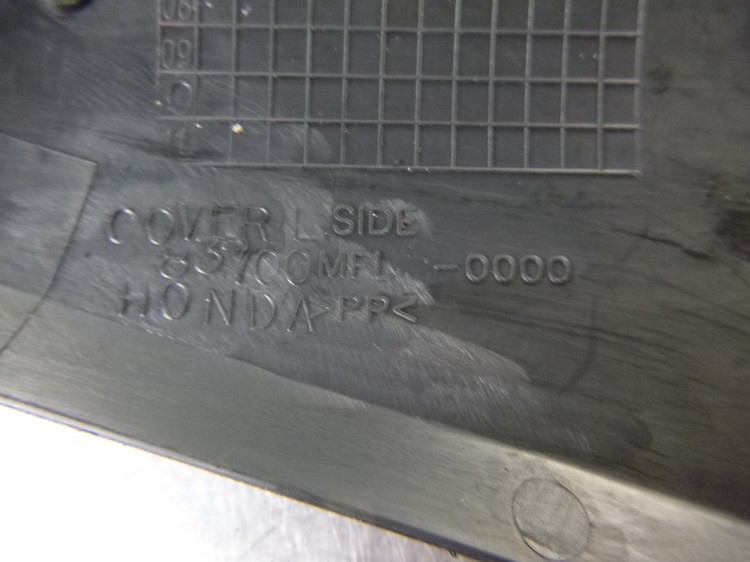 08
09
10
11
COVER L. SIDE
83700MFL -0000
HONDA >PP<